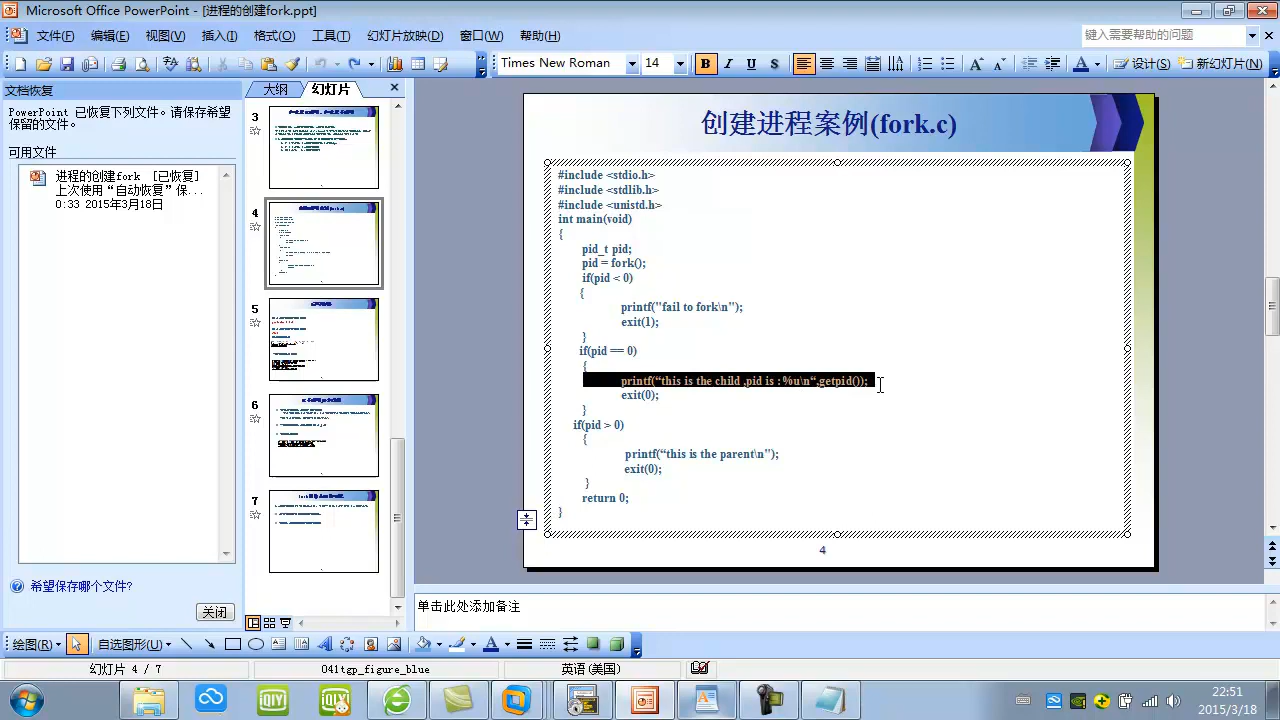 Microsoft Office PowerPoint - [进程的创建fork.ppt]
文件(F) 编辑(E) 视图(V) 插入(I) 格式(O) 工具(T) 幻灯片放映(D) 窗口(W) 帮助(H)
键入需要帮助的问题
Times New Roman 14 B I U S 设计(S) 新幻灯片(N)
文档恢复
PowerPoint 已恢复下列文件。请保存希望
保留的文件。
可用文件
进程的创建fork [已恢复]
上次使用“自动恢复”保...
0:33 2015年3月18日
希望保存哪个文件?
关闭
大纲 幻灯片
3
4
5
6
7
创建进程案例(fork.c)
#include <stdio.h>
#include <stdlib.h>
#include <unistd.h>
int main(void)
{
pid_t pid;
pid = fork();
if(pid < 0)
{
printf("fail to fork\n");
exit(1);
}
if(pid == 0)
{
printf(“this is the child ,pid is : %u\n“,getpid());
exit(0);
}
if(pid > 0)
{
printf(“this is the parent\n”);
exit(0);
}
return 0;
}
4
单击此处添加备注
绘图(R) 自选图形(U)
幻灯片 4 / 7 041tgp_figure_blue 英语(美国)
22:51
2015/3/18